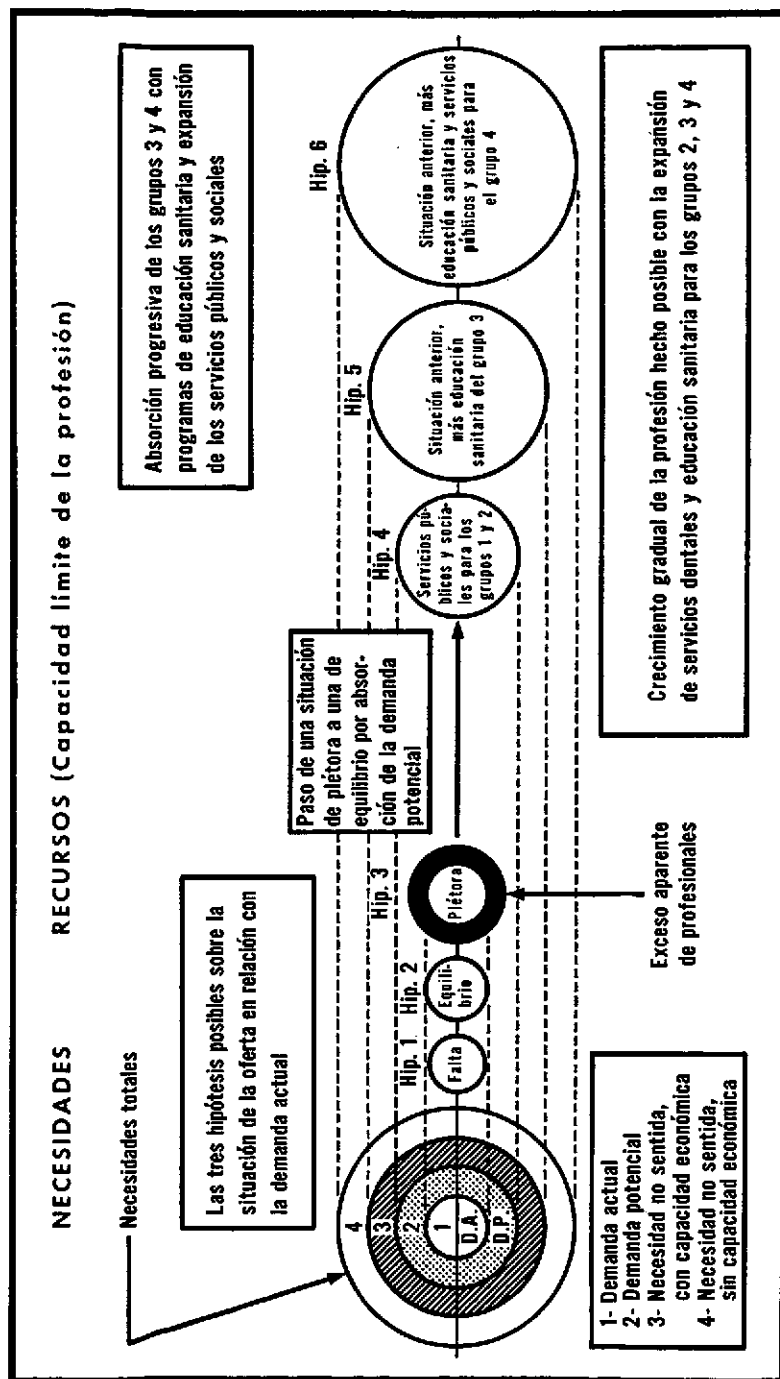 NECESIDADES
RECURSOS (Capacidad límite de la profesión)
Necesidades totales
Las tres hipótesis posibles sobre la
situación de la oferta en relación con
la demanda actual
Absorción progresiva de los grupos 3 y 4 con
programas de educación sanitaria y expansión
de los servicios públicos y sociales
Paso de una situación
de plétora a una de
equilibrio por absor-
ción de la demanda
potencial
4
3
2
1
D.A
D.P
Hip. 1
Falta
Hip. 2
Equili-
brio
Hip. 3
Plétora
Hip. 4
Servicios pú-
blicos y socia-
les para los
grupos 1 y 2
Hip. 5
Situación anterior,
más educación
sanitaria del grupo 3
Hip. 6
Situación anterior, más
educación sanitaria y servicios
públicos y sociales para
el grupo 4
1- Demanda actual
2- Demanda potencial
3- Necesidad no sentida,
con capacidad económica
4- Necesidad no sentida,
sin capacidad económica
Exceso aparente
de profesionales
Crecimiento gradual de la profesión hecho posible con la expansión
de servicios dentales y educación sanitaria para los grupos 2, 3 y 4